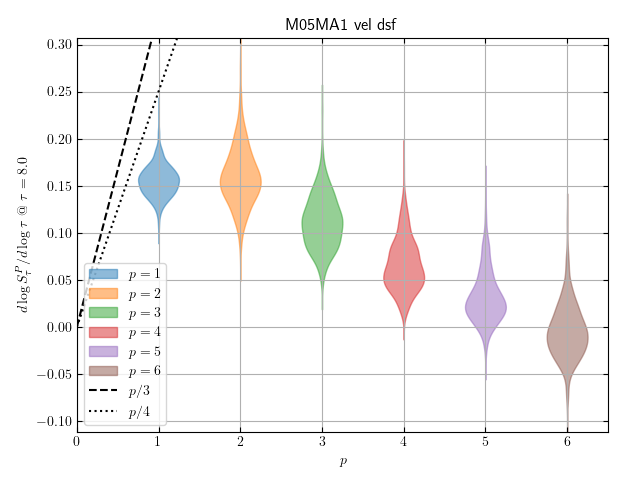 M05MA1 vel dsf
d log S_τ^P / d log τ @ τ = 8.0
0.30
0.25
0.20
0.15
0.10
0.05
0.00
−0.05
−0.10
p = 1
p = 2
p = 3
p = 4
p = 5
p = 6
p/3
p/4
0 1 2 3 4 5 6
p